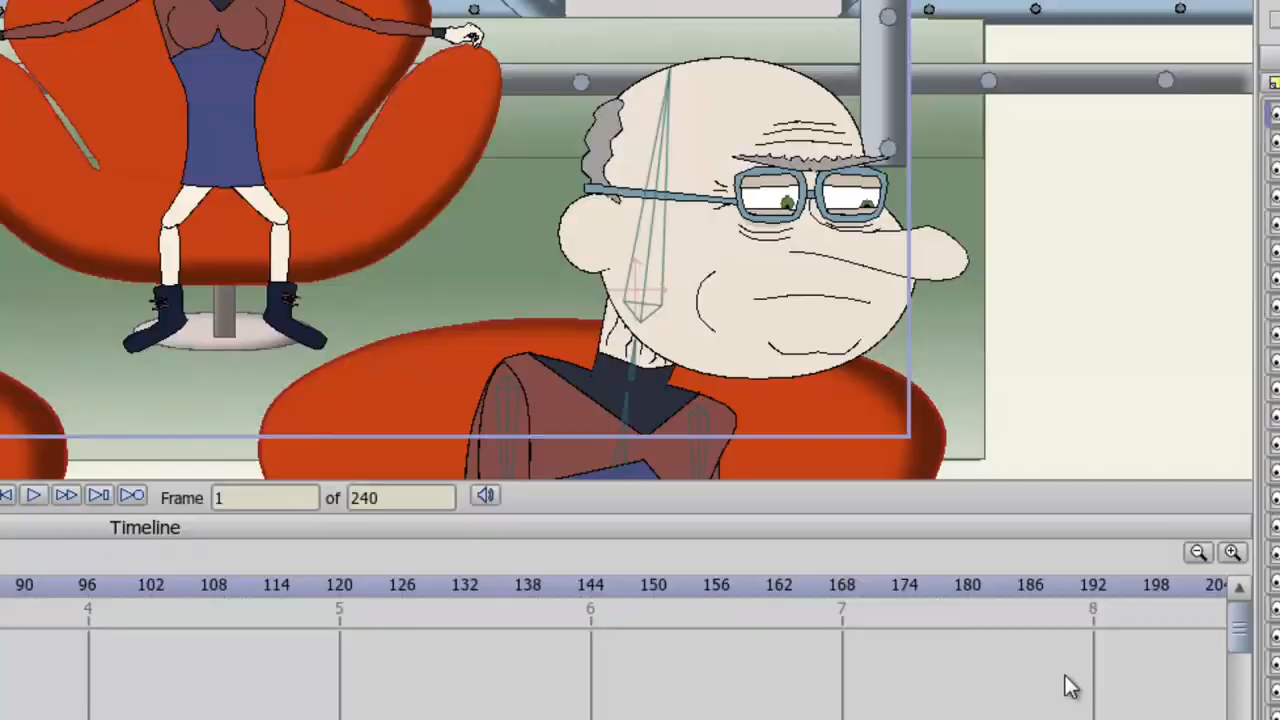 Frame 1 of 240
Timeline
90 96 102 108 114 120 126 132 138 144 150 156 162 168 174 180 186 192 198
4 5 6 7 8